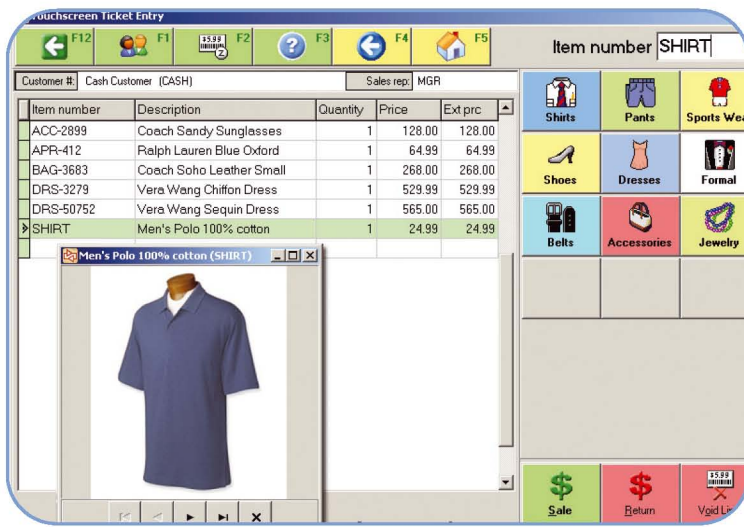 Touchscreen Ticket Entry
F12 F1 $5.99 Z F2 ? F3 F4 F5
Item number SHIRT
Customer #: Cash Customer (CASH) Sales rep: MGR
Item number Description Quantity Price Ext prc
ACC-2899 Coach Sandy Sunglasses 1 128.00 128.00
APR-412 Ralph Lauren Blue Oxford 1 64.99 64.99
BAG-3683 Coach Soho Leather Small 1 268.00 268.00
DRS-3279 Vera Wang Chiffon Dress 1 529.99 529.99
DRS-50752 Vera Wang Sequin Dress 1 565.00 565.00
SHIRT Men's Polo 100% cotton 1 24.99 24.99
Men's Polo 100% cotton (SHIRT)
Shirts Pants Sports Wea
Shoes Dresses Formal
Belts Accessories Jewelry
$ $ $5.99
Sale Return Void Li